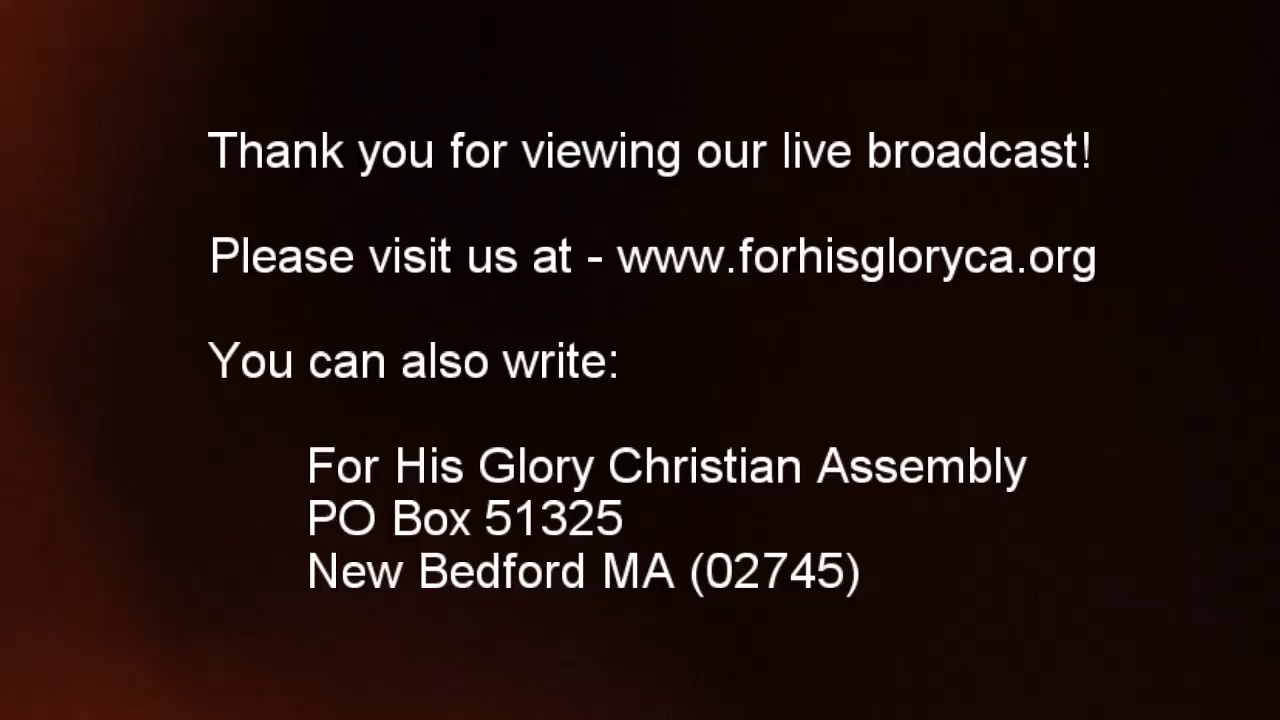 Thank you for viewing our live broadcast!
Please visit us at - www.forhisgloryca.org
You can also write:
For His Glory Christian Assembly
PO Box 51325
New Bedford MA (02745)